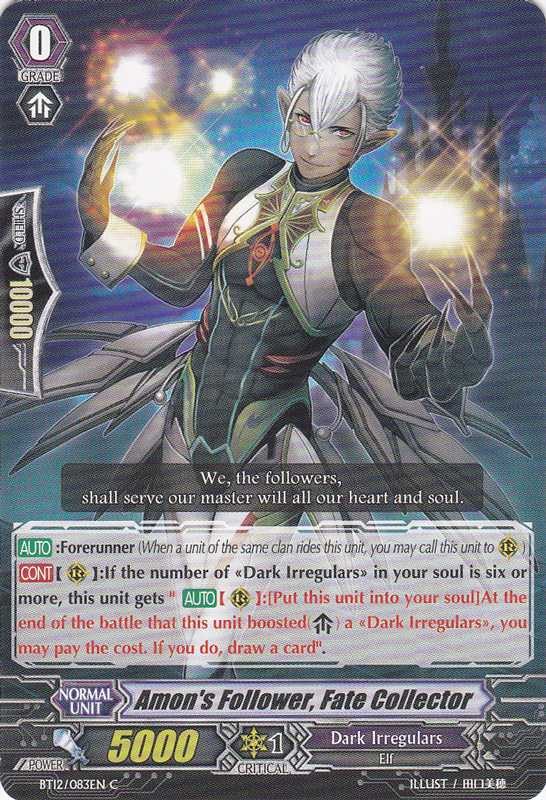 0
GRADE
SHIELD
10000
We, the followers,
shall serve our master will all our heart and soul.
AUTO :Forerunner (When a unit of the same clan rides this unit, you may call this unit to R )
CONT [ R ]:If the number of «Dark Irregulars» in your soul is six or
more, this unit gets " AUTO [ R ]:[Put this unit into your soul]At the
end of the battle that this unit boosted( ) a «Dark Irregulars», you
may pay the cost. If you do, draw a card".
NORMAL
UNIT
Amon's Follower, Fate Collector
POWER
5000
1
CRITICAL
Dark Irregulars
Elf
BT12/083EN C
ILLUST / 田口美穂